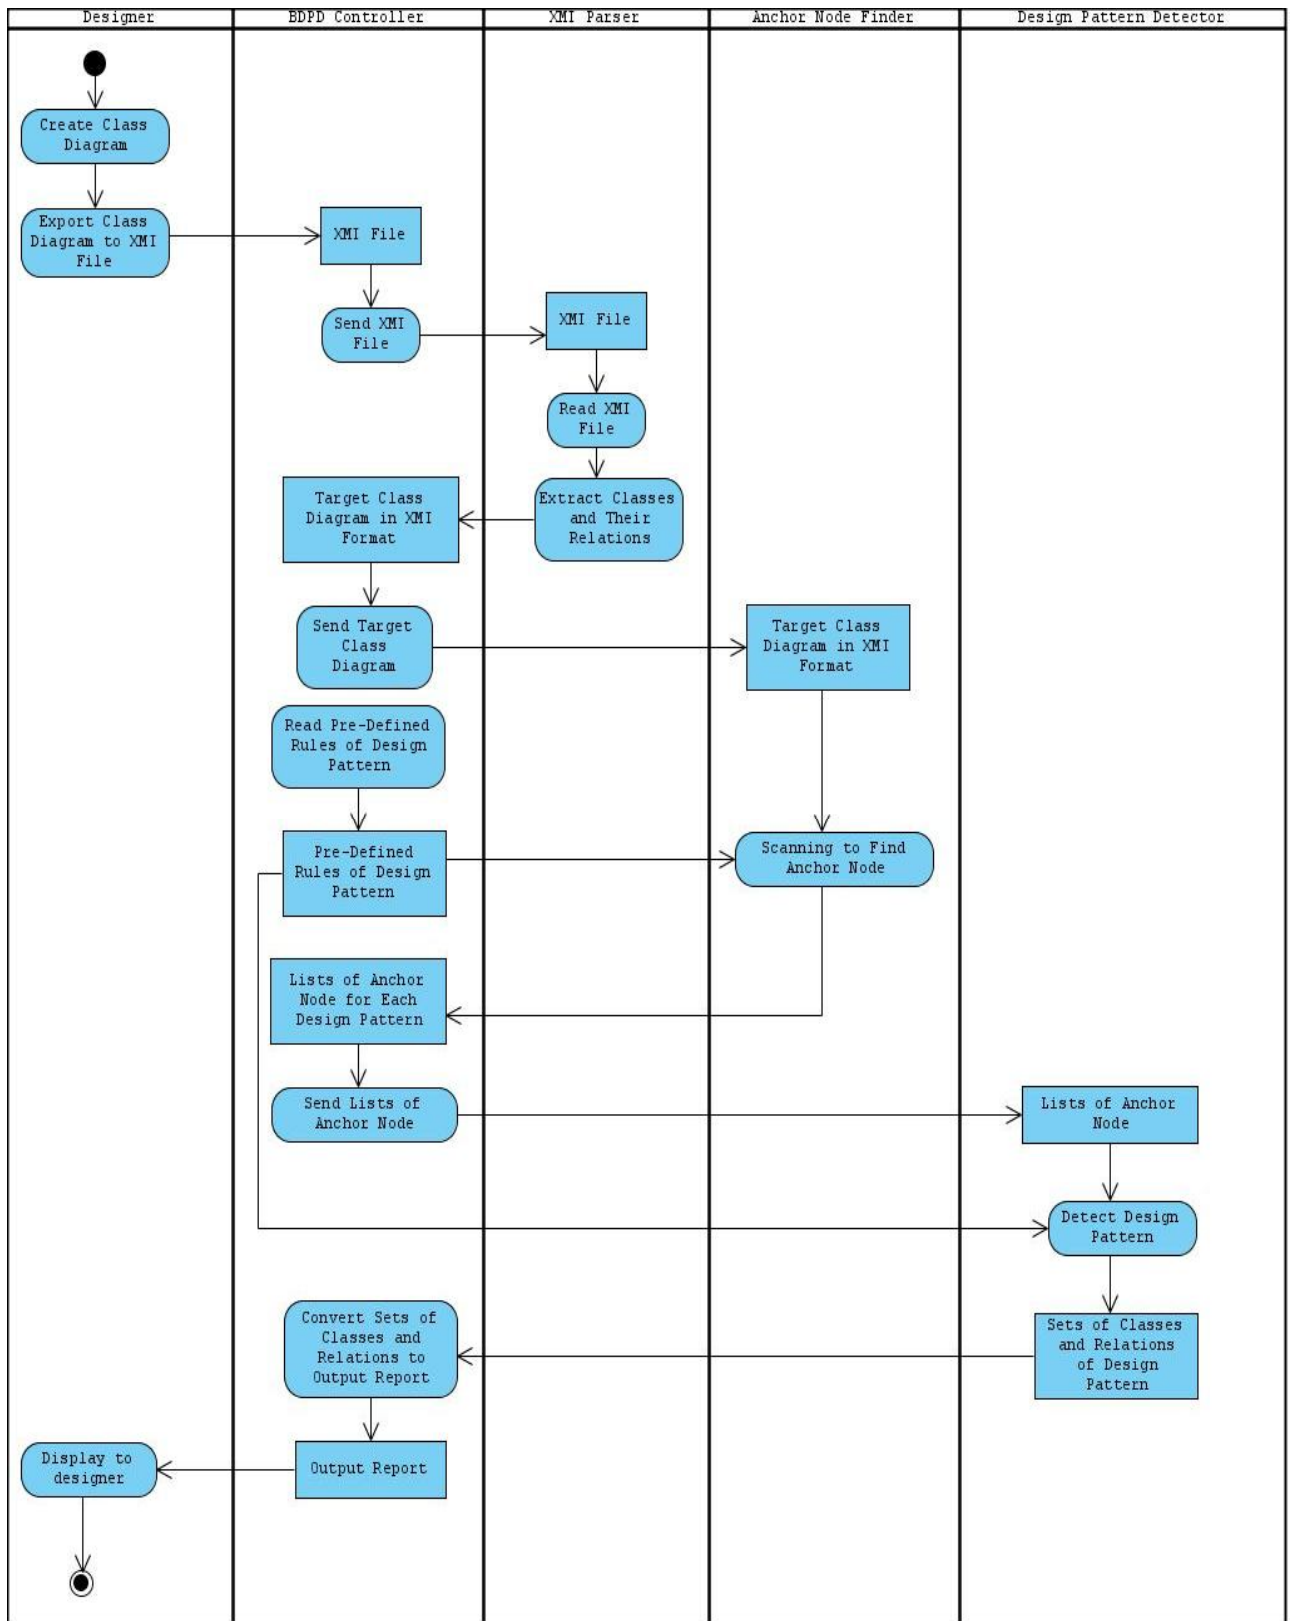 Designer
BDPD Controller
XMI Parser
Anchor Node Finder
Design Pattern Detector
Create Class
Diagram
Export Class
Diagram to XMI
File
XMI File
Send XMI
File
XMI File
Read XMI
File
Extract Classes
and Their
Relations
Target Class
Diagram in XMI
Format
Send Target
Class
Diagram
Target Class
Diagram in XMI
Format
Read Pre-Defined
Rules of Design
Pattern
Pre-Defined
Rules of Design
Pattern
Scanning to Find
Anchor Node
Lists of Anchor
Node for Each
Design Pattern
Send Lists of
Anchor Node
Lists of Anchor
Node
Detect Design
Pattern
Sets of Classes
and Relations
of Design
Pattern
Convert Sets of
Classes and
Relations to
Output Report
Output Report
Display to
designer